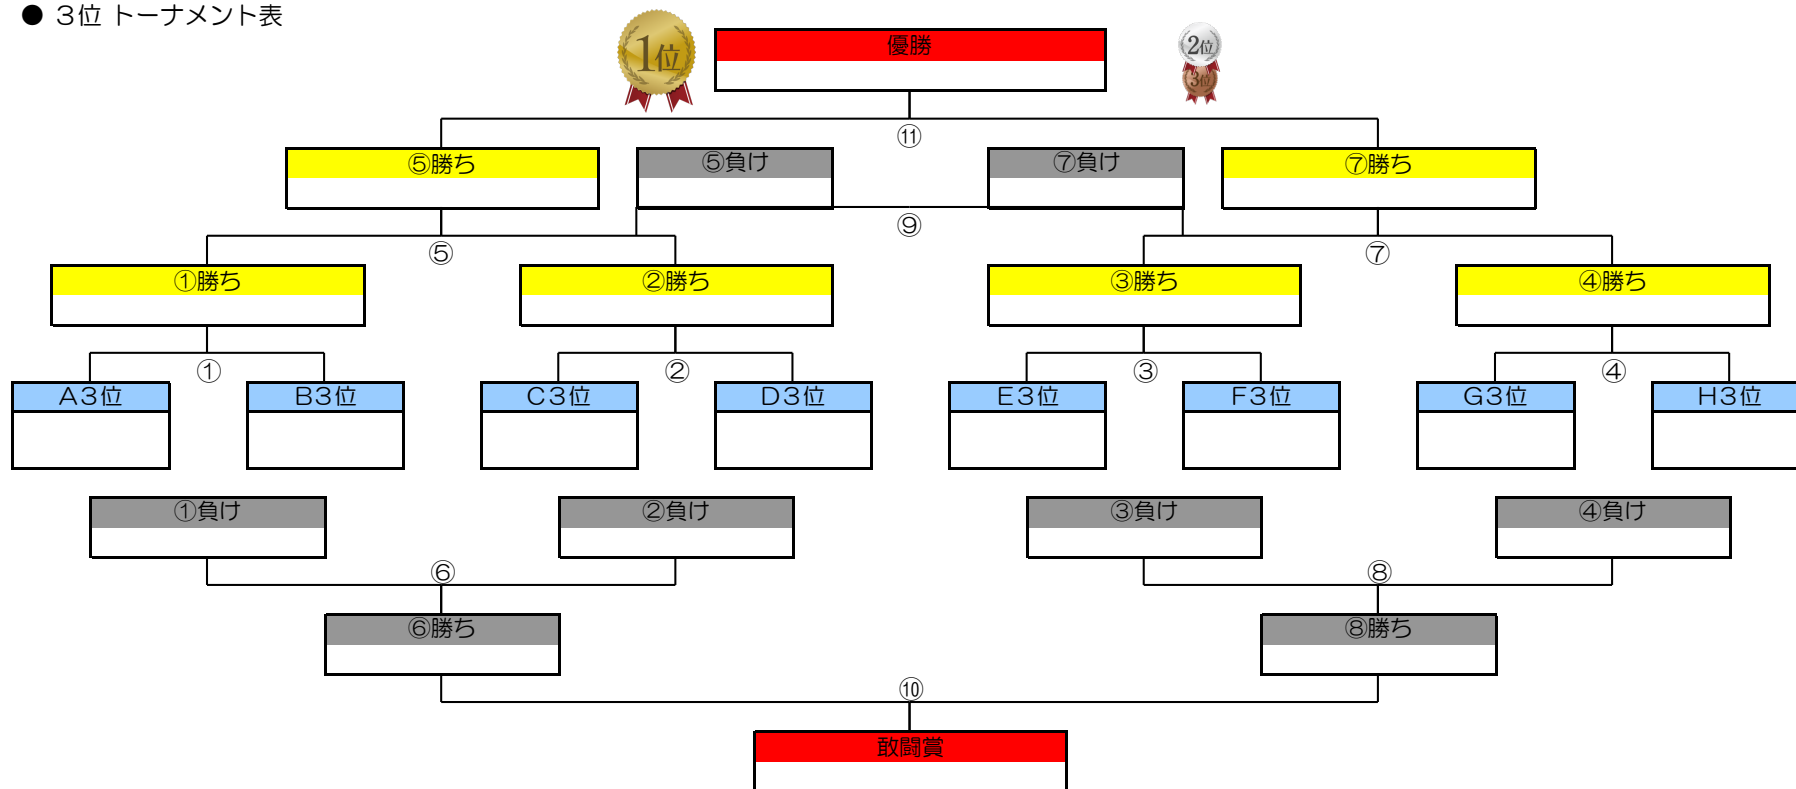 ● ３位 トーナメント表
1位
優勝
2位
3位
⑪
⑤勝ち
⑤負け
⑦負け
⑦勝ち
⑨
⑤
⑦
①勝ち
②勝ち
③勝ち
④勝ち
①
②
③
④
Ａ３位
Ｂ３位
Ｃ３位
Ｄ３位
Ｅ３位
Ｆ３位
Ｇ３位
Ｈ３位
①負け
②負け
③負け
④負け
⑥
⑧
⑥勝ち
⑧勝ち
⑩
敢闘賞